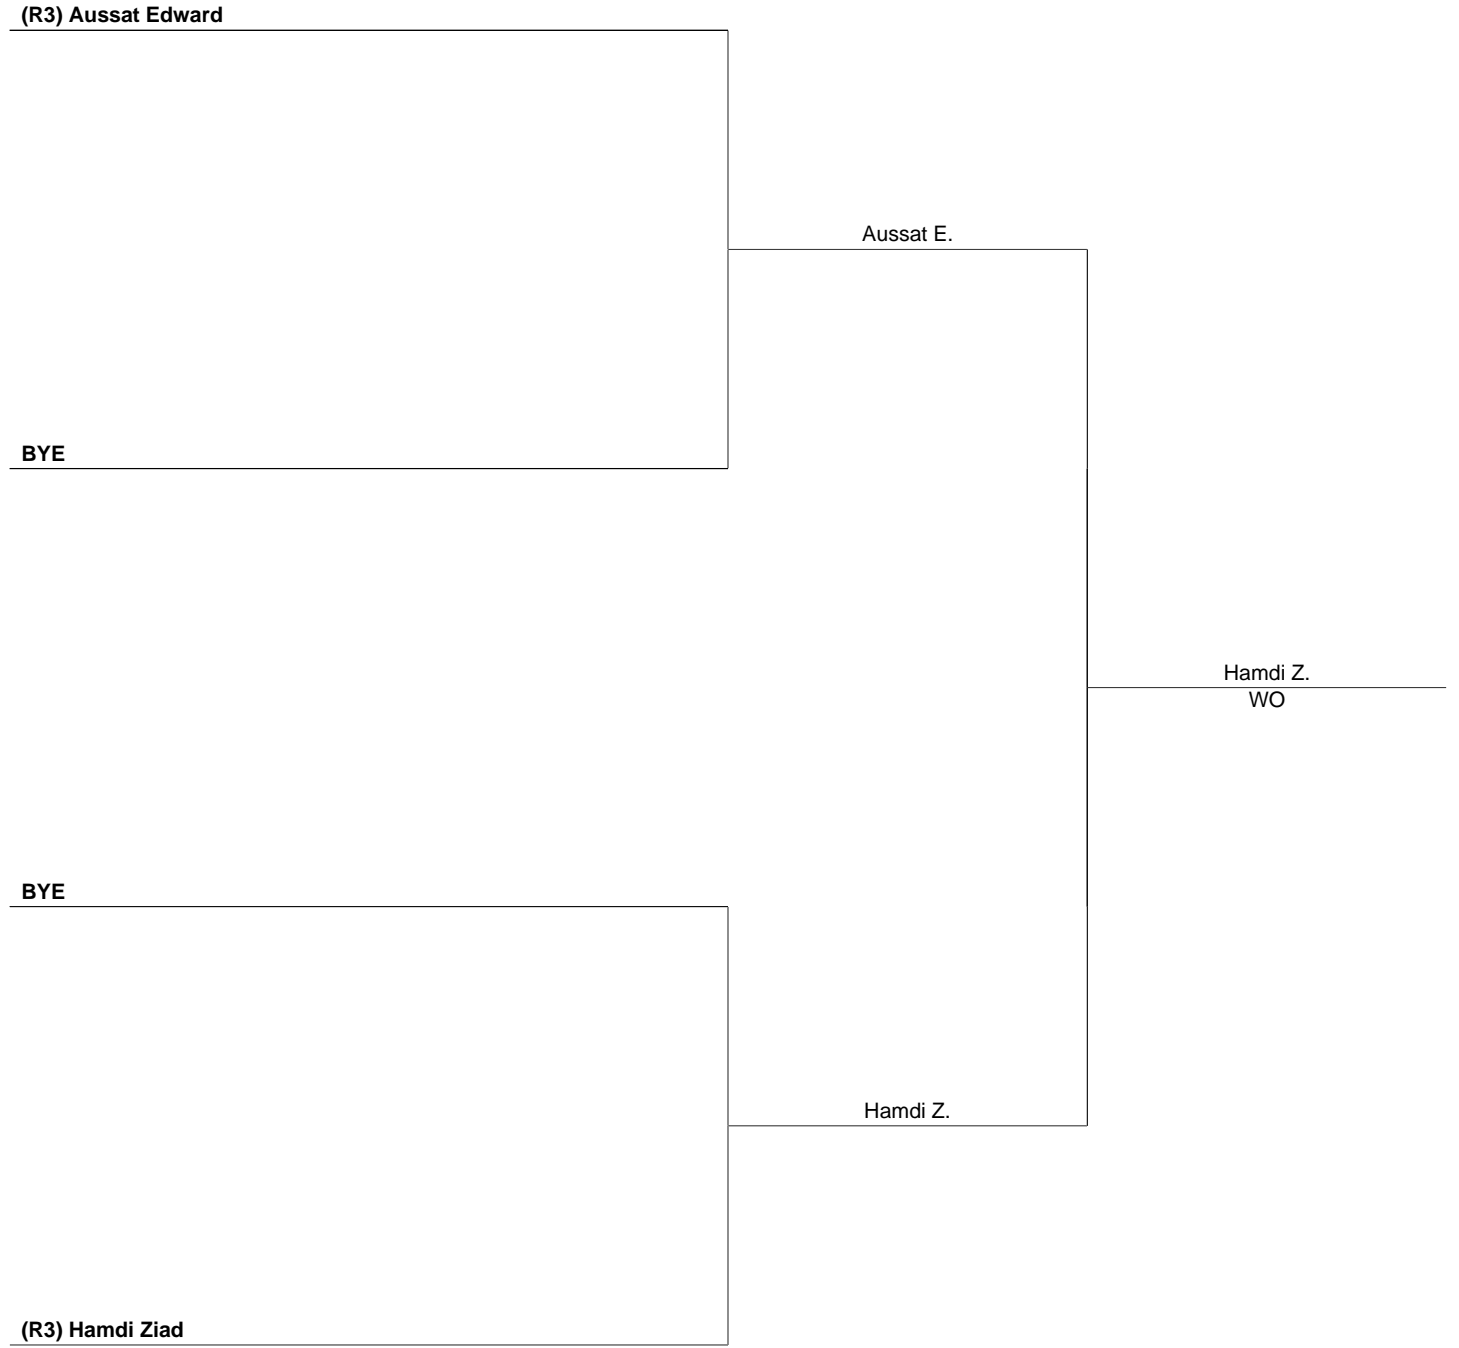 (R3) Aussat Edward
Aussat E.
BYE
Hamdi Z.
WO
BYE
Hamdi Z.
(R3) Hamdi Ziad